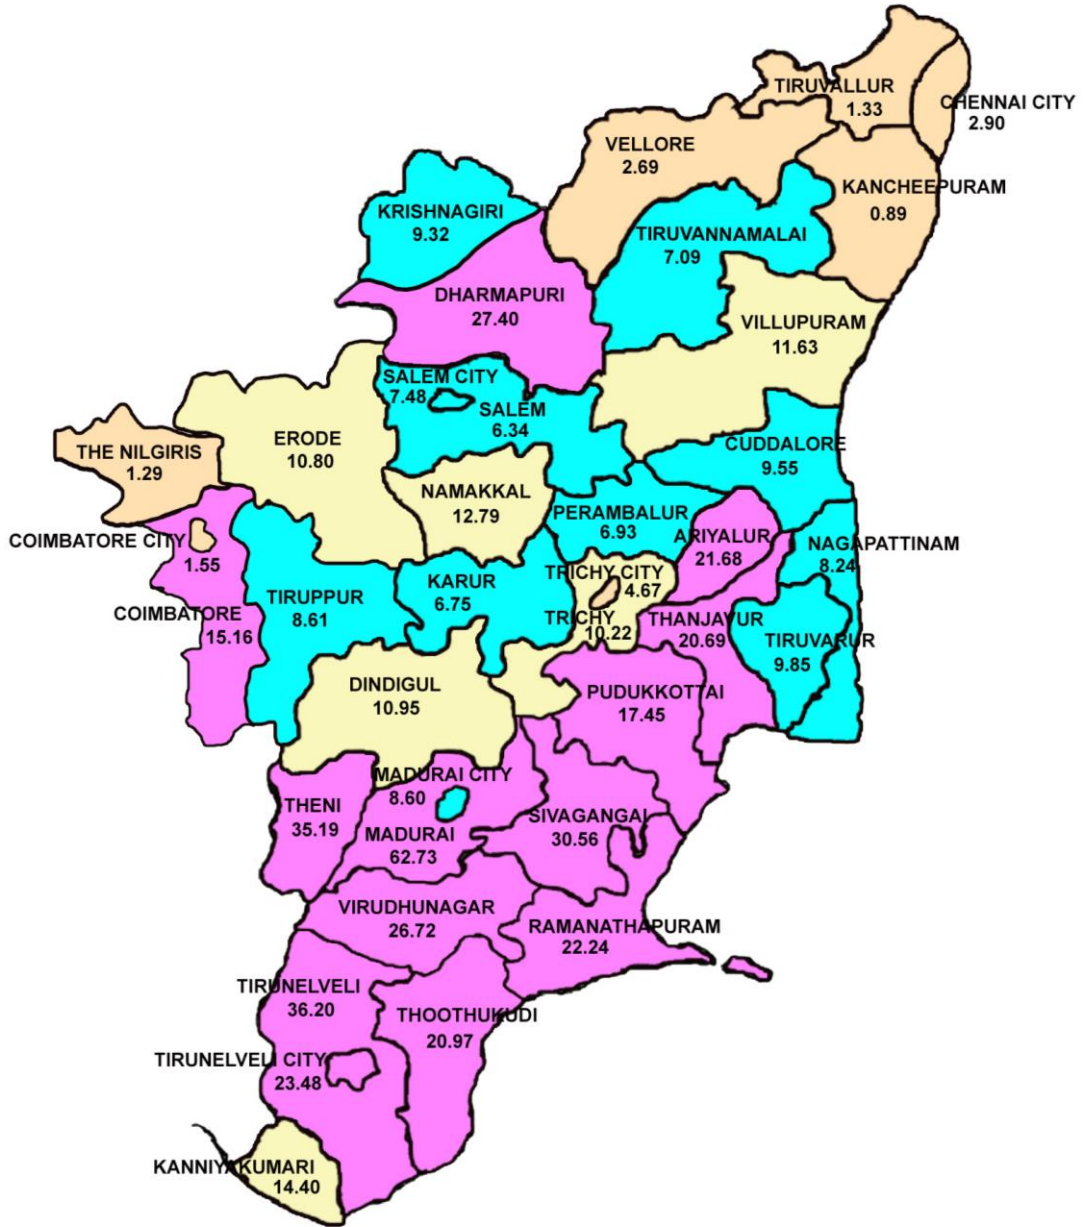 TIRUVALLUR
1.33
CHENNAI CITY
2.90
VELLORE
2.69
KANCHEEPURAM
0.89
KRISHNAGIRI
9.32
TIRUVANNAMALAI
7.09
DHARMAPURI
27.40
VILLUPURAM
11.63
SALEM CITY
7.48
SALEM
6.34
ERODE
10.80
THE NILGIRIS
1.29
CUDDALORE
9.55
NAMAKKAL
12.79
PERAMBALUR
6.93
ARIYALUR
21.68
COIMBATORE CITY
1.55
NAGAPATTINAM
8.24
TRICHY CITY
4.67
KARUR
6.75
TIRUPPUR
8.61
COIMBATORE
15.16
TRICHY
10.22
THANJAVUR
20.69
TIRUVARUR
9.85
DINDIGUL
10.95
PUDUKKOTTAI
17.45
MADURAI CITY
8.60
THENI
35.19
SIVAGANGAI
30.56
MADURAI
62.73
VIRUDHUNAGAR
26.72
RAMANATHAPURAM
22.24
TIRUNELVELI
36.20
THOOTHUKUDI
20.97
TIRUNELVELI CITY
23.48
KANNIYAKUMARI
14.40